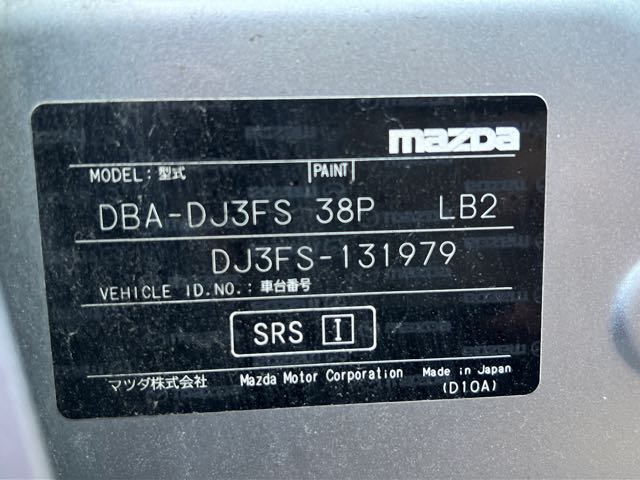 mazda
MODEL: 型式 PAINT
DBA-DJ3FS 38P LB2
DJ3FS-131979
VEHICLE ID.NO.: 車台番号
SRS I
マツダ株式会社 Mazda Motor Corporation Made in Japan
(D10A)